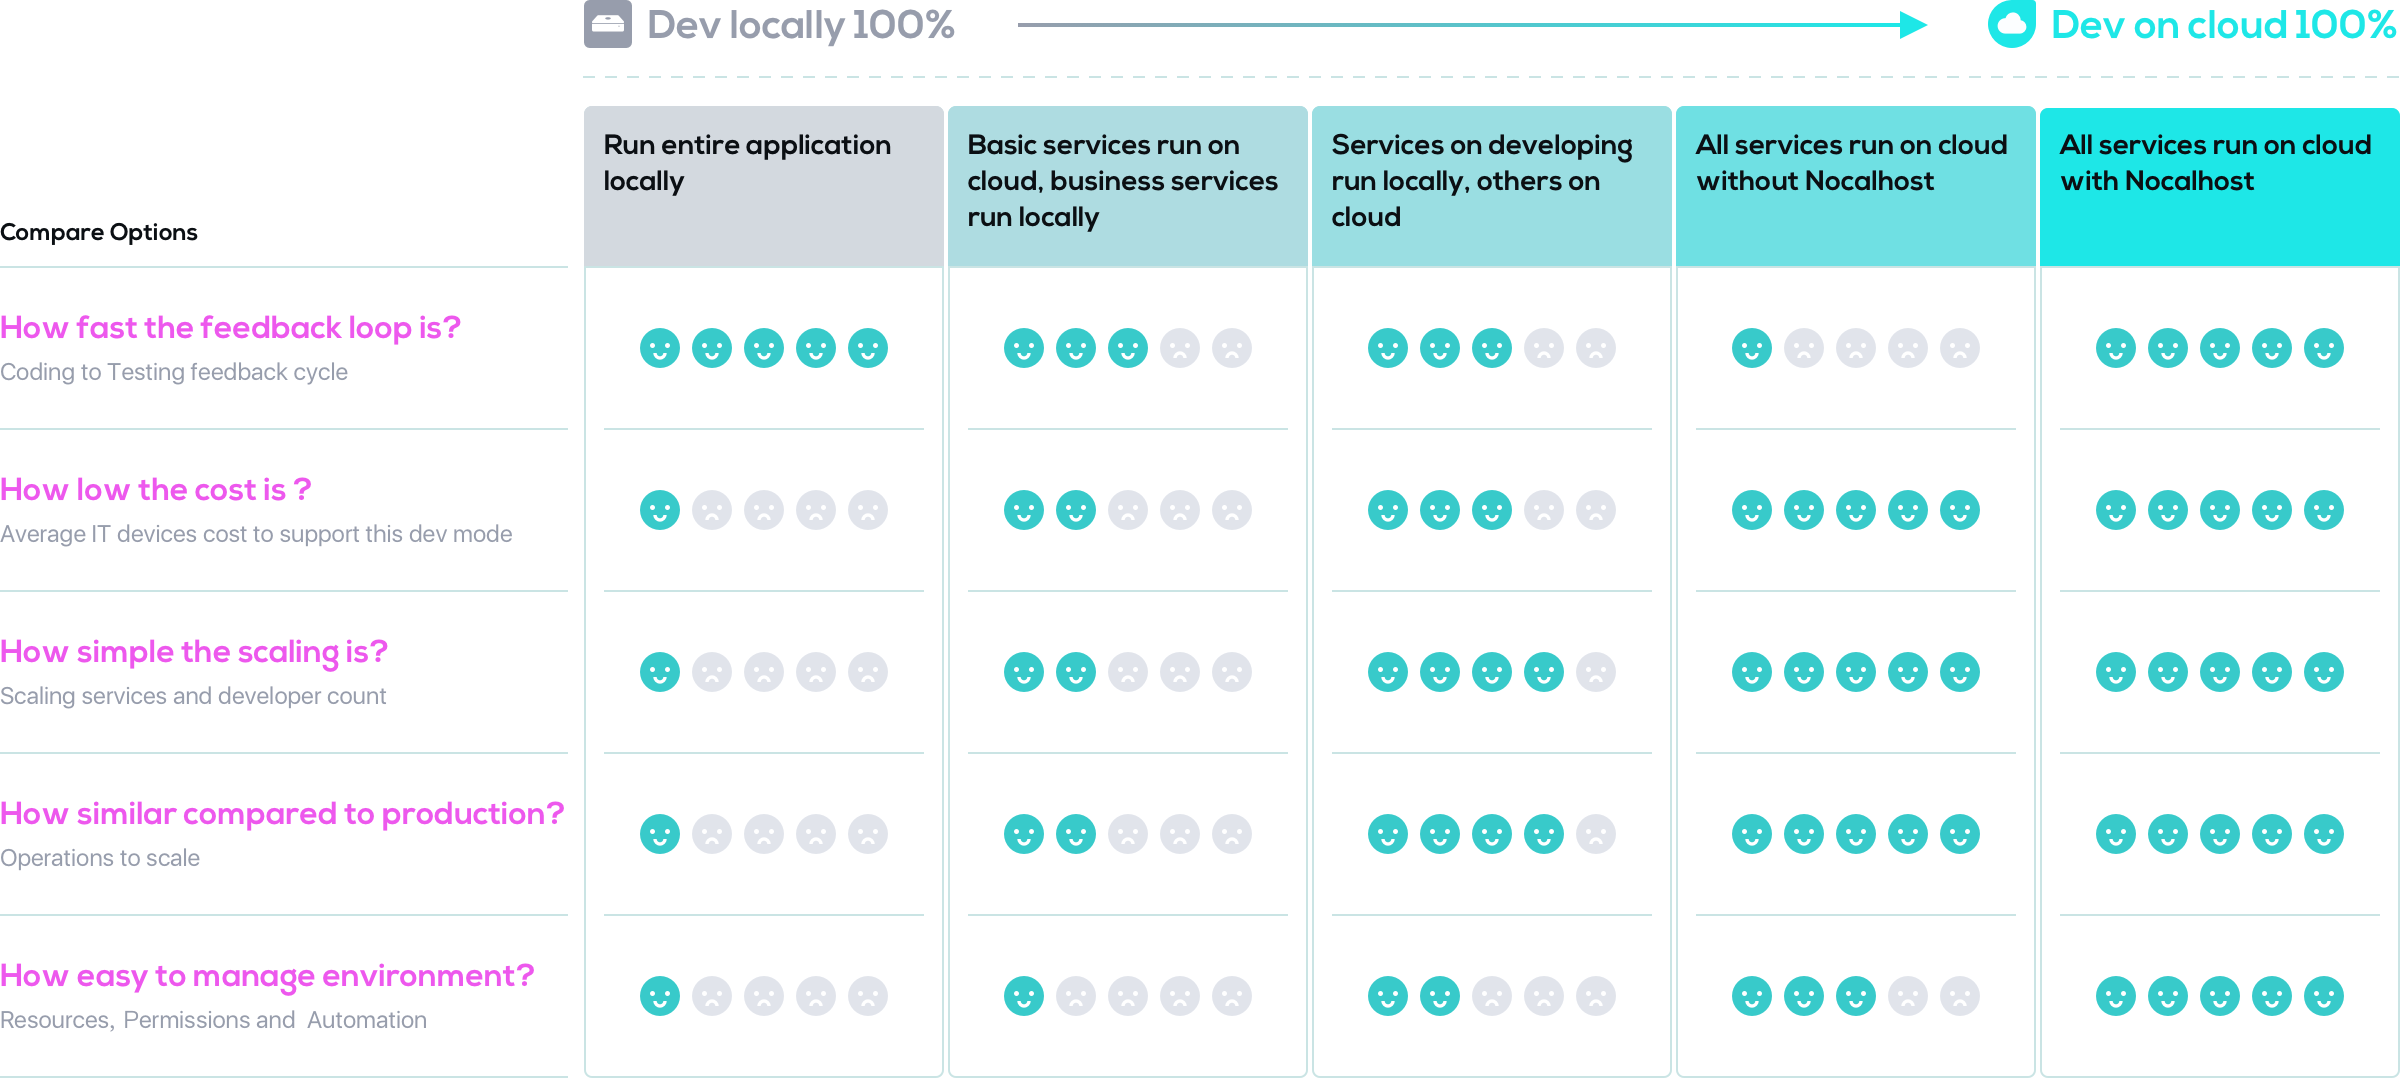 Dev locally 100%
Dev on cloud 100%
Compare Options
Run entire application
locally
Basic services run on
cloud, business services
run locally
Services on developing
run locally, others on
cloud
All services run on cloud
without Nocalhost
All services run on cloud
with Nocalhost
How fast the feedback loop is?
Coding to Testing feedback cycle
How low the cost is ?
Average IT devices cost to support this dev mode
How simple the scaling is?
Scaling services and developer count
How similar compared to production?
Operations to scale
How easy to manage environment?
Resources, Permissions and Automation